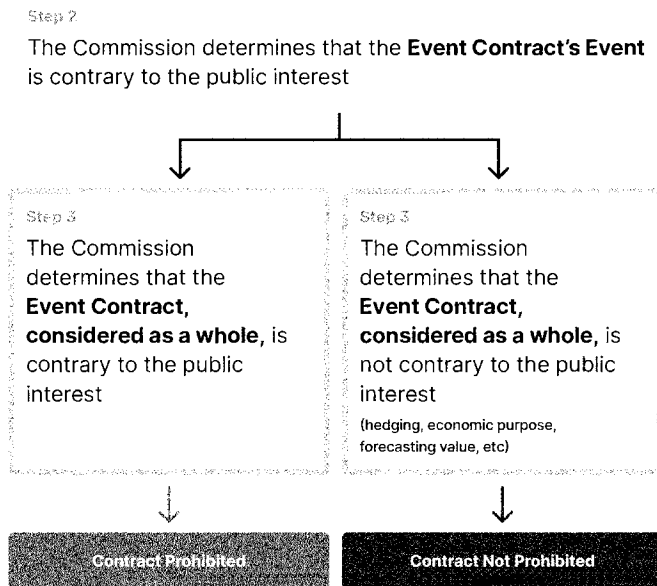 Step 2
The Commission determines that the Event Contract's Event
is contrary to the public interest
Step 3
The Commission
determines that the
Event Contract,
considered as a whole, is
contrary to the public
interest
Step 3
The Commission
determines that the
Event Contract,
considered as a whole, is
not contrary to the public
interest
(hedging, economic purpose,
forecasting value, etc)
Contract Prohibited
Contract Not Prohibited